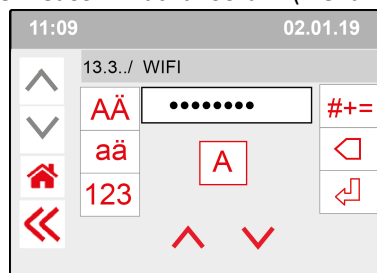 11:09 02.01.19
13.3../ WIFI
AÄ •••••••• #+=
aä A
123